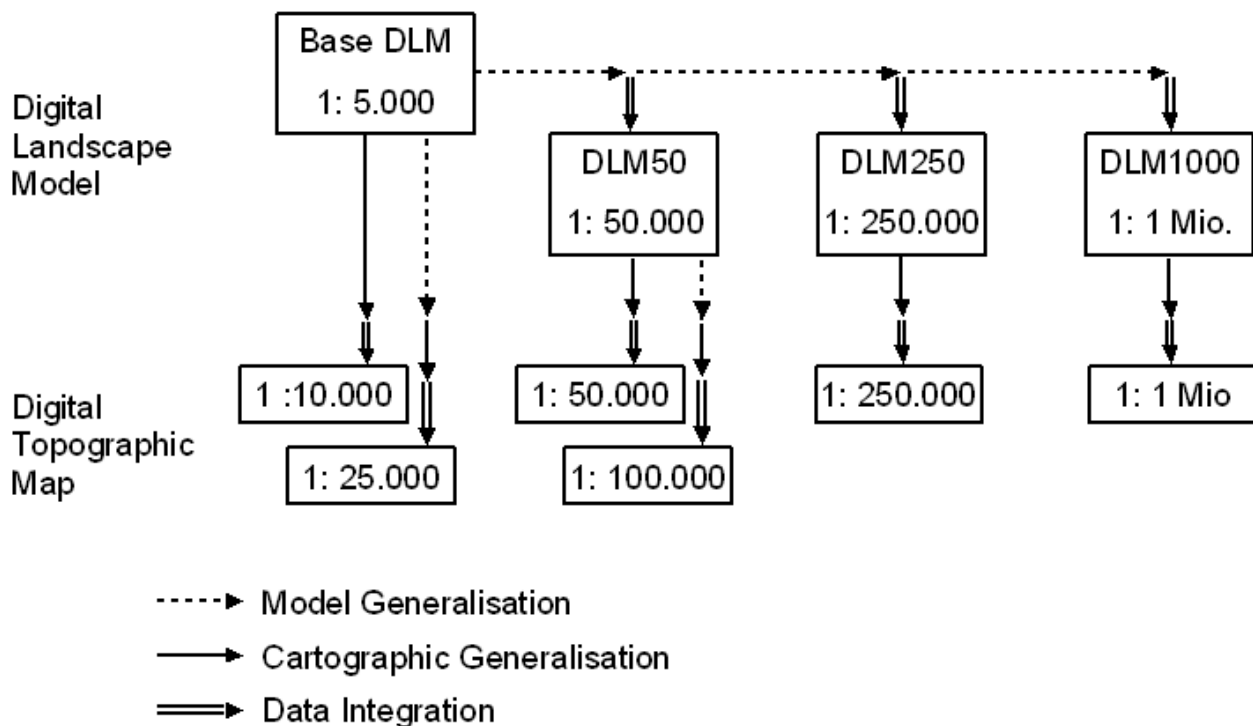 Base DLM
1: 5.000
Digital
Landscape
Model
DLM50
1: 50.000
DLM250
1: 250.000
DLM1000
1: 1 Mio.
Digital
Topographic
Map
1 :10.000
1: 25.000
1: 50.000
1: 100.000
1: 250.000
1: 1 Mio
Model Generalisation
Cartographic Generalisation
Data Integration